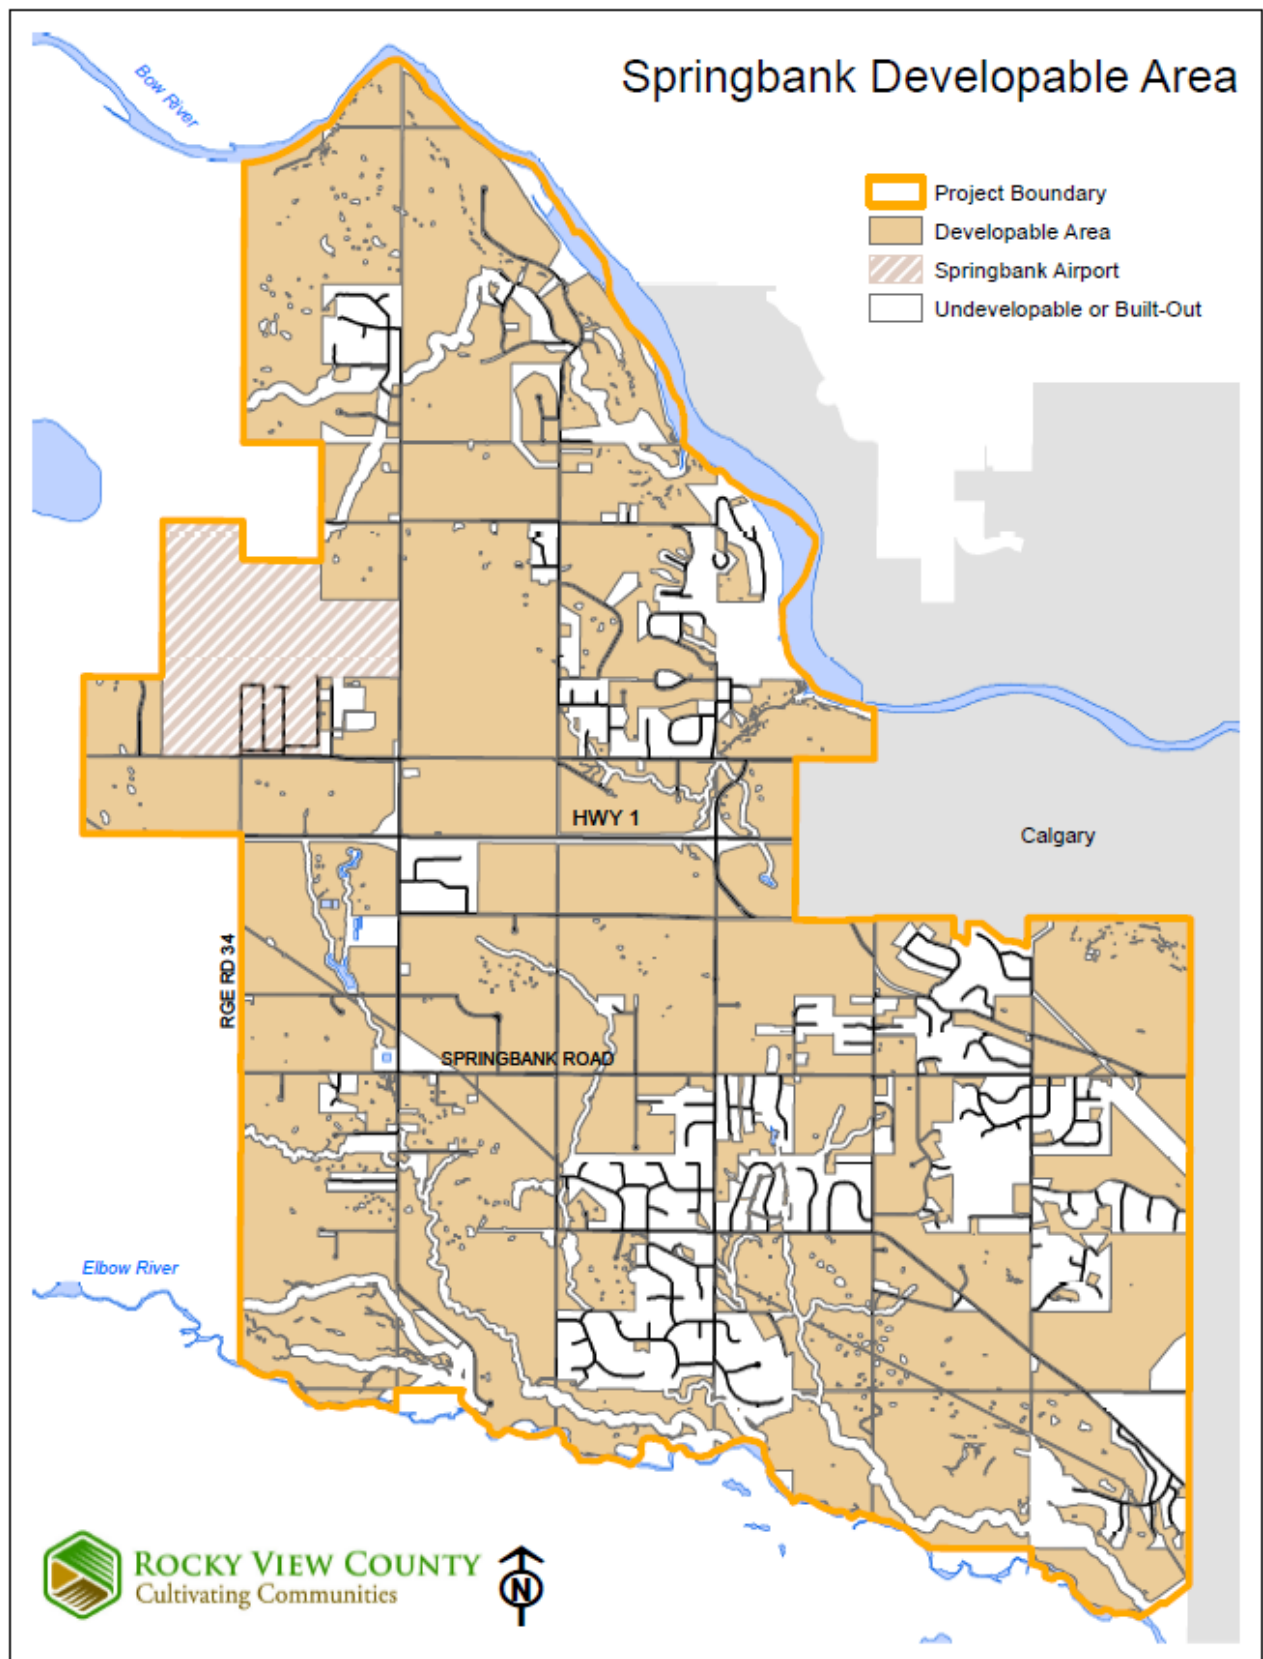 Springbank Developable Area
Bow River
Project Boundary
Developable Area
Springbank Airport
Undevelopable or Built-Out
HWY 1
Calgary
RGE RD 34
SPRINGBANK ROAD
Elbow River
ROCKY VIEW COUNTY
Cultivating Communities
N